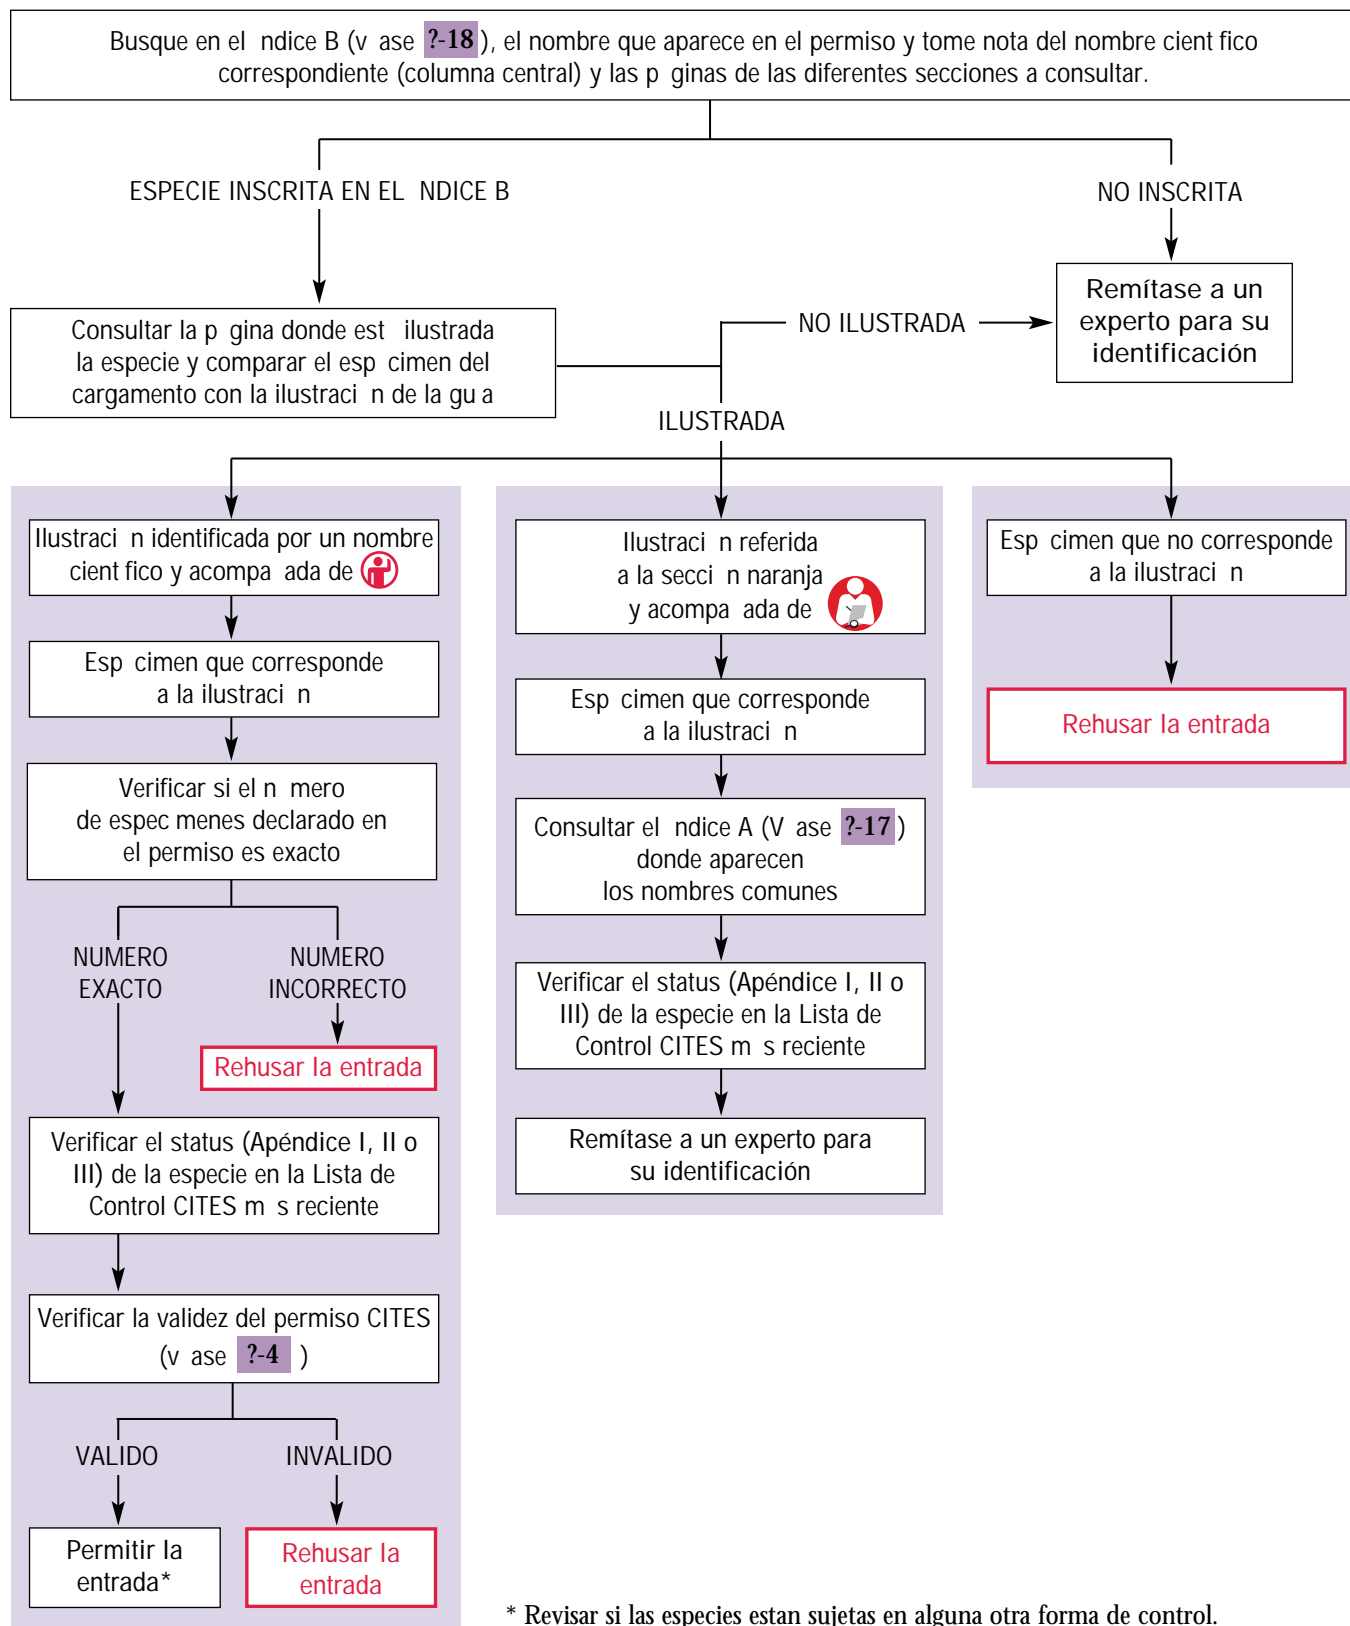 Busque en el ndice B (v ase ?-18 ), el nombre que aparece en el permiso y tome nota del nombre cient fico
correspondiente (columna central) y las p ginas de las diferentes secciones a consultar.
ESPECIE INSCRITA EN EL NDICE B
NO INSCRITA
Remítase a un
experto para su
identificación
Consultar la p gina donde est ilustrada
la especie y comparar el esp cimen del
cargamento con la ilustraci n de la gu a
NO ILUSTRADA
ILUSTRADA
Ilustraci n identificada por un nombre
cient fico y acompa ada de
Esp cimen que corresponde
a la ilustraci n
Verificar si el n mero
de espec menes declarado en
el permiso es exacto
NUMERO
EXACTO
NUMERO
INCORRECTO
Rehusar la entrada
Verificar el status (Apéndice I, II o
III) de la especie en la Lista de
Control CITES m s reciente
Verificar la validez del permiso CITES
(v ase ?-4 )
VALIDO
INVALIDO
Permitir la
entrada*
Rehusar la
entrada
Ilustraci n referida
a la secci n naranja
y acompa ada de
Esp cimen que corresponde
a la ilustraci n
Consultar el ndice A (V ase ?-17 )
donde aparecen
los nombres comunes
Verificar el status (Apéndice I, II o
III) de la especie en la Lista de
Control CITES m s reciente
Remítase a un experto para
su identificación
Esp cimen que no corresponde
a la ilustraci n
Rehusar la entrada
* Revisar si las especies estan sujetas en alguna otra forma de control.